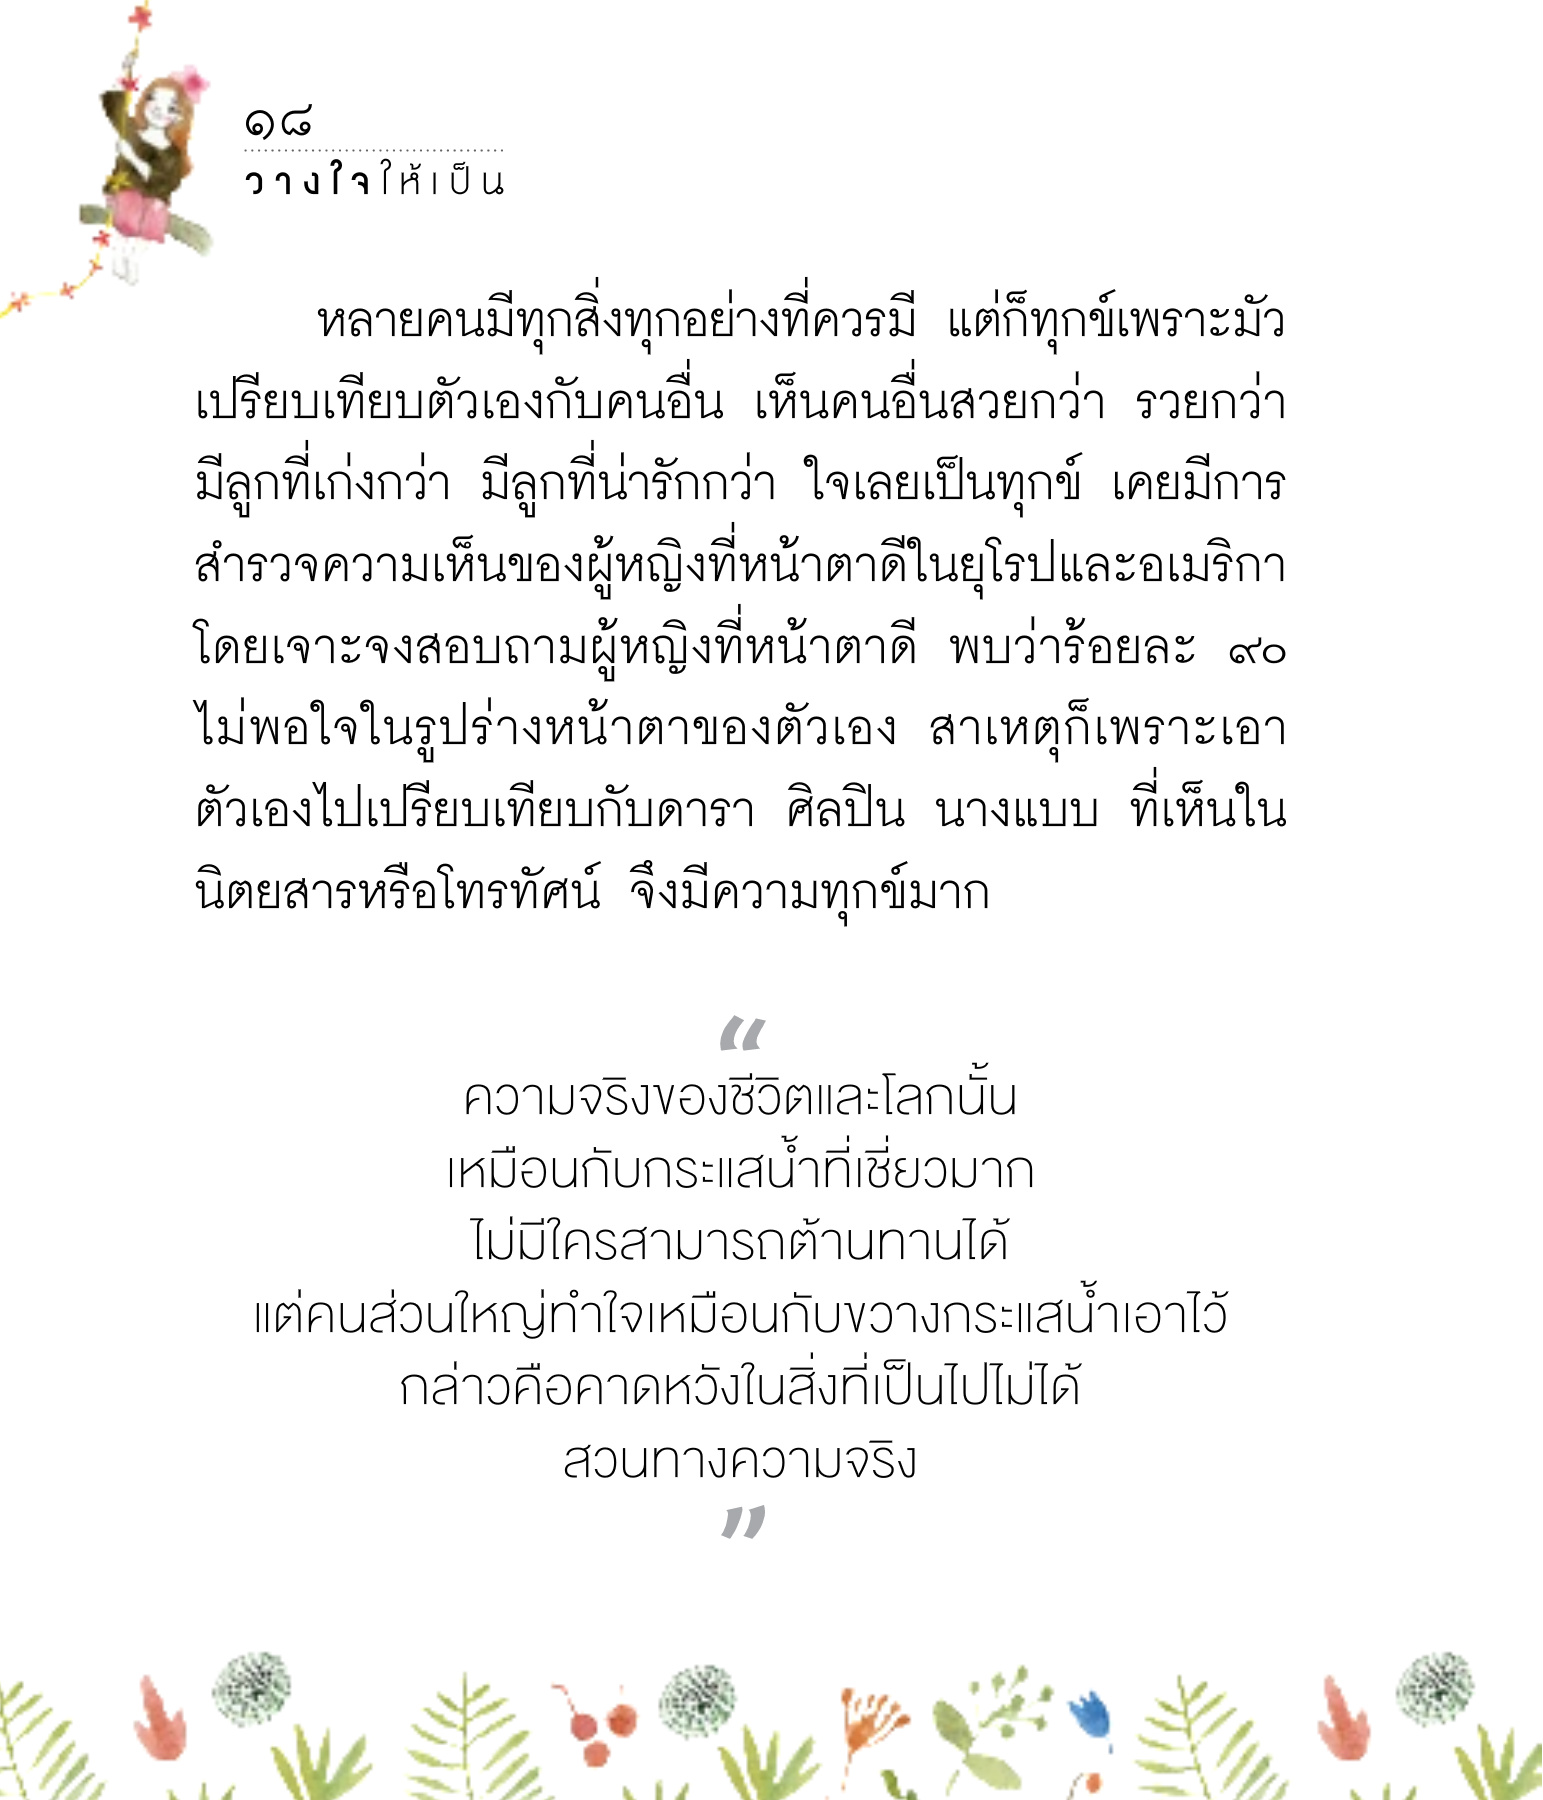 ๑๘
วางใจให้เป็น
หลายคนมีทุกสิ่งทุกอย่างที่ควรมี แต่ก็ทุกข์เพราะมัว
เปรียบเทียบตัวเองกับคนอื่น เห็นคนอื่นสวยกว่า รวยกว่า
มีลูกที่เก่งกว่า มีลูกที่น่ารักกว่า ใจเลยเป็นทุกข์ เคยมีการ
สำรวจความเห็นของผู้หญิงที่หน้าตาดีในยุโรปและอเมริกา
โดยเจาะจงสอบถามผู้หญิงที่หน้าตาดี พบว่าร้อยละ ๙๐
ไม่พอใจในรูปร่างหน้าตาของตัวเอง สาเหตุก็เพราะเอา
ตัวเองไปเปรียบเทียบกับดารา ศิลปิน นางแบบ ที่เห็นใน
นิตยสารหรือโทรทัศน์ จึงมีความทุกข์มาก
“
ความจริงของชีวิตและโลกนั้น
เหมือนกับกระแสน้ำที่เชี่ยวมาก
ไม่มีใครสามารถต้านทานได้
แต่คนส่วนใหญ่ทำใจเหมือนกับขวางกระแสน้ำเอาไว้
กล่าวคือคาดหวังในสิ่งที่เป็นไปไม่ได้
สวนทางความจริง
”